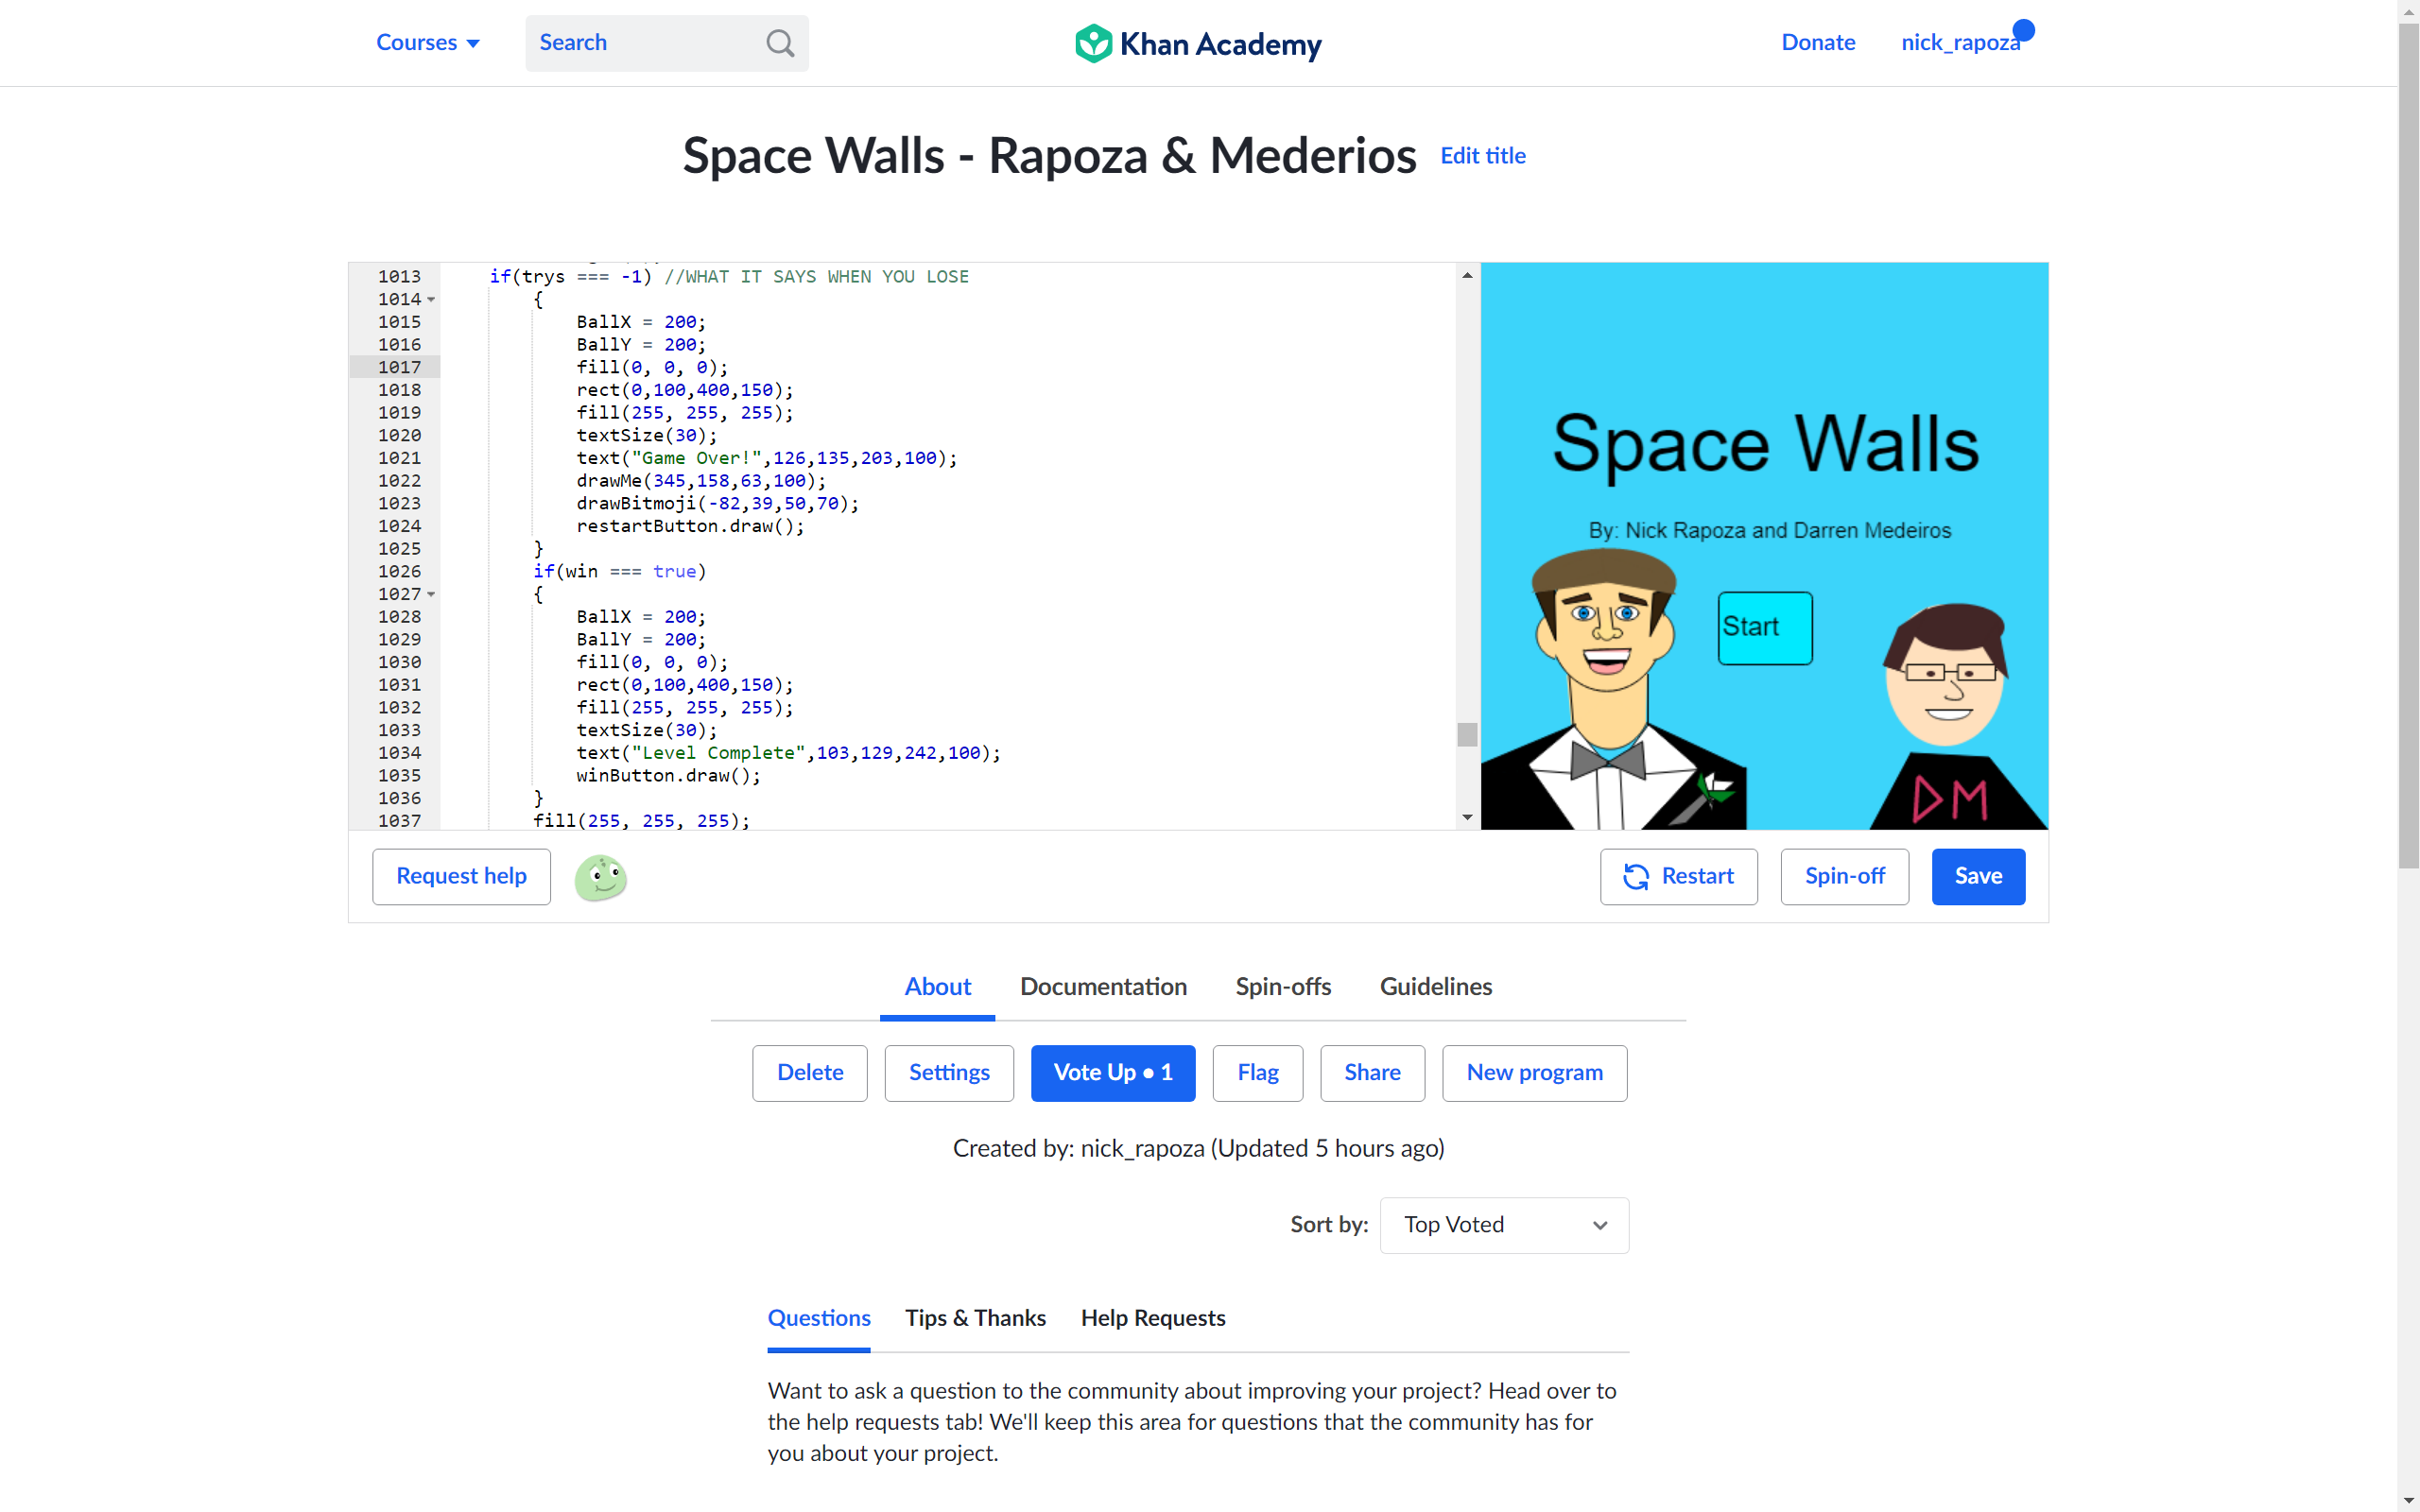 Courses
Search
Khan Academy
Donate
nick_rapoza
Space Walls - Rapoza & Mederios
Edit title
1013 if(trys === -1) //WHAT IT SAYS WHEN YOU LOSE
1014 {
1015 BallX = 200;
1016 BallY = 200;
1017 fill(0, 0, 0);
1018 rect(0,100,400,150);
1019 fill(255, 255, 255);
1020 textSize(30);
1021 text("Game Over!",126,135,203,100);
1022 drawMe(345,158,63,100);
1023 drawBitmoji(-82,39,50,70);
1024 restartButton.draw();
1025 }
1026 if(win === true)
1027 {
1028 BallX = 200;
1029 BallY = 200;
1030 fill(0, 0, 0);
1031 rect(0,100,400,150);
1032 fill(255, 255, 255);
1033 textSize(30);
1034 text("Level Complete",103,129,242,100);
1035 winButton.draw();
1036 }
1037 fill(255, 255, 255);
Space Walls
By: Nick Rapoza and Darren Medeiros
Start
DM
Request help
Restart
Spin-off
Save
About
Documentation
Spin-offs
Guidelines
Delete
Settings
Vote Up • 1
Flag
Share
New program
Created by: nick_rapoza (Updated 5 hours ago)
Sort by:
Top Voted
Questions
Tips & Thanks
Help Requests
Want to ask a question to the community about improving your project? Head over to
the help requests tab! We'll keep this area for questions that the community has for
you about your project.